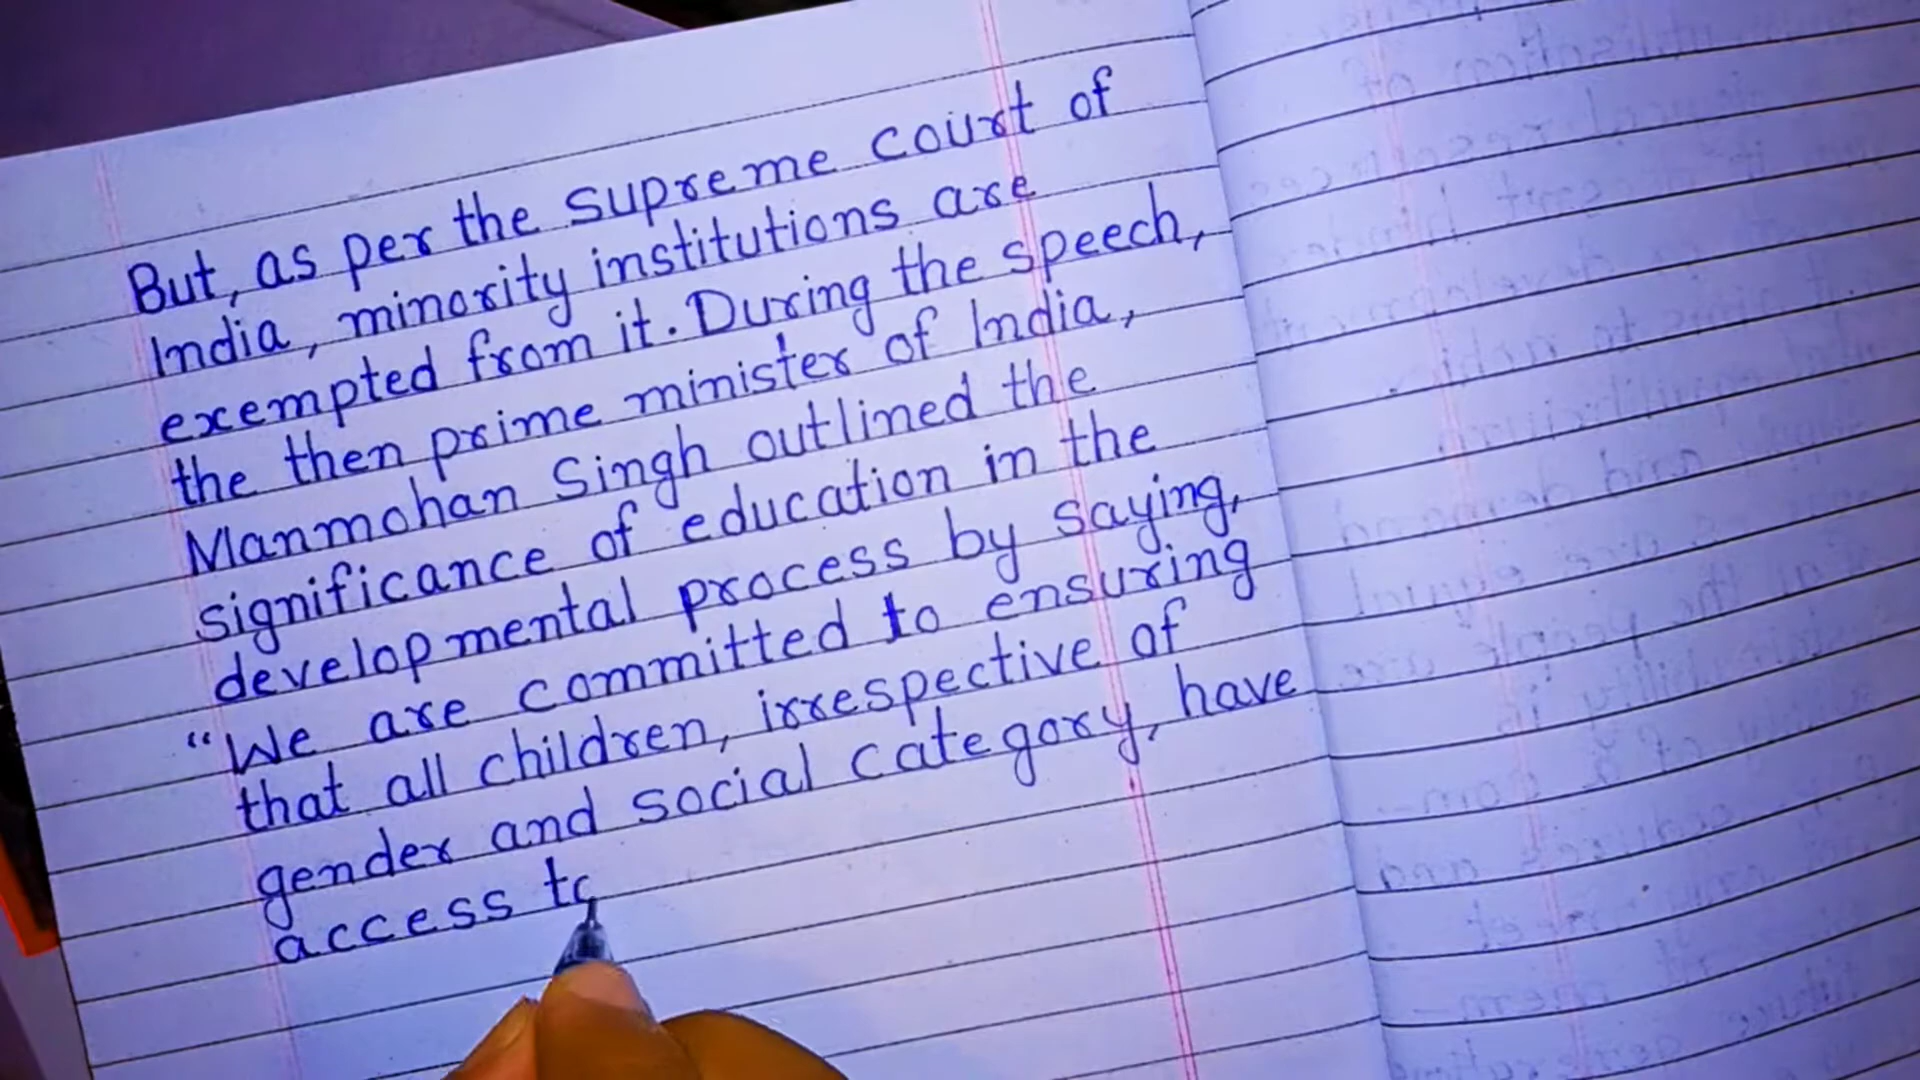 But, as per the supreme court of
India, minority institutions are
exempted from it. During the speech,
the then prime minister of India,
Manmohan Singh outlined the
significance of education in the
developmental process by saying,
“We are committed to ensuring
that all children, irrespective of
gender and social category, have
access to